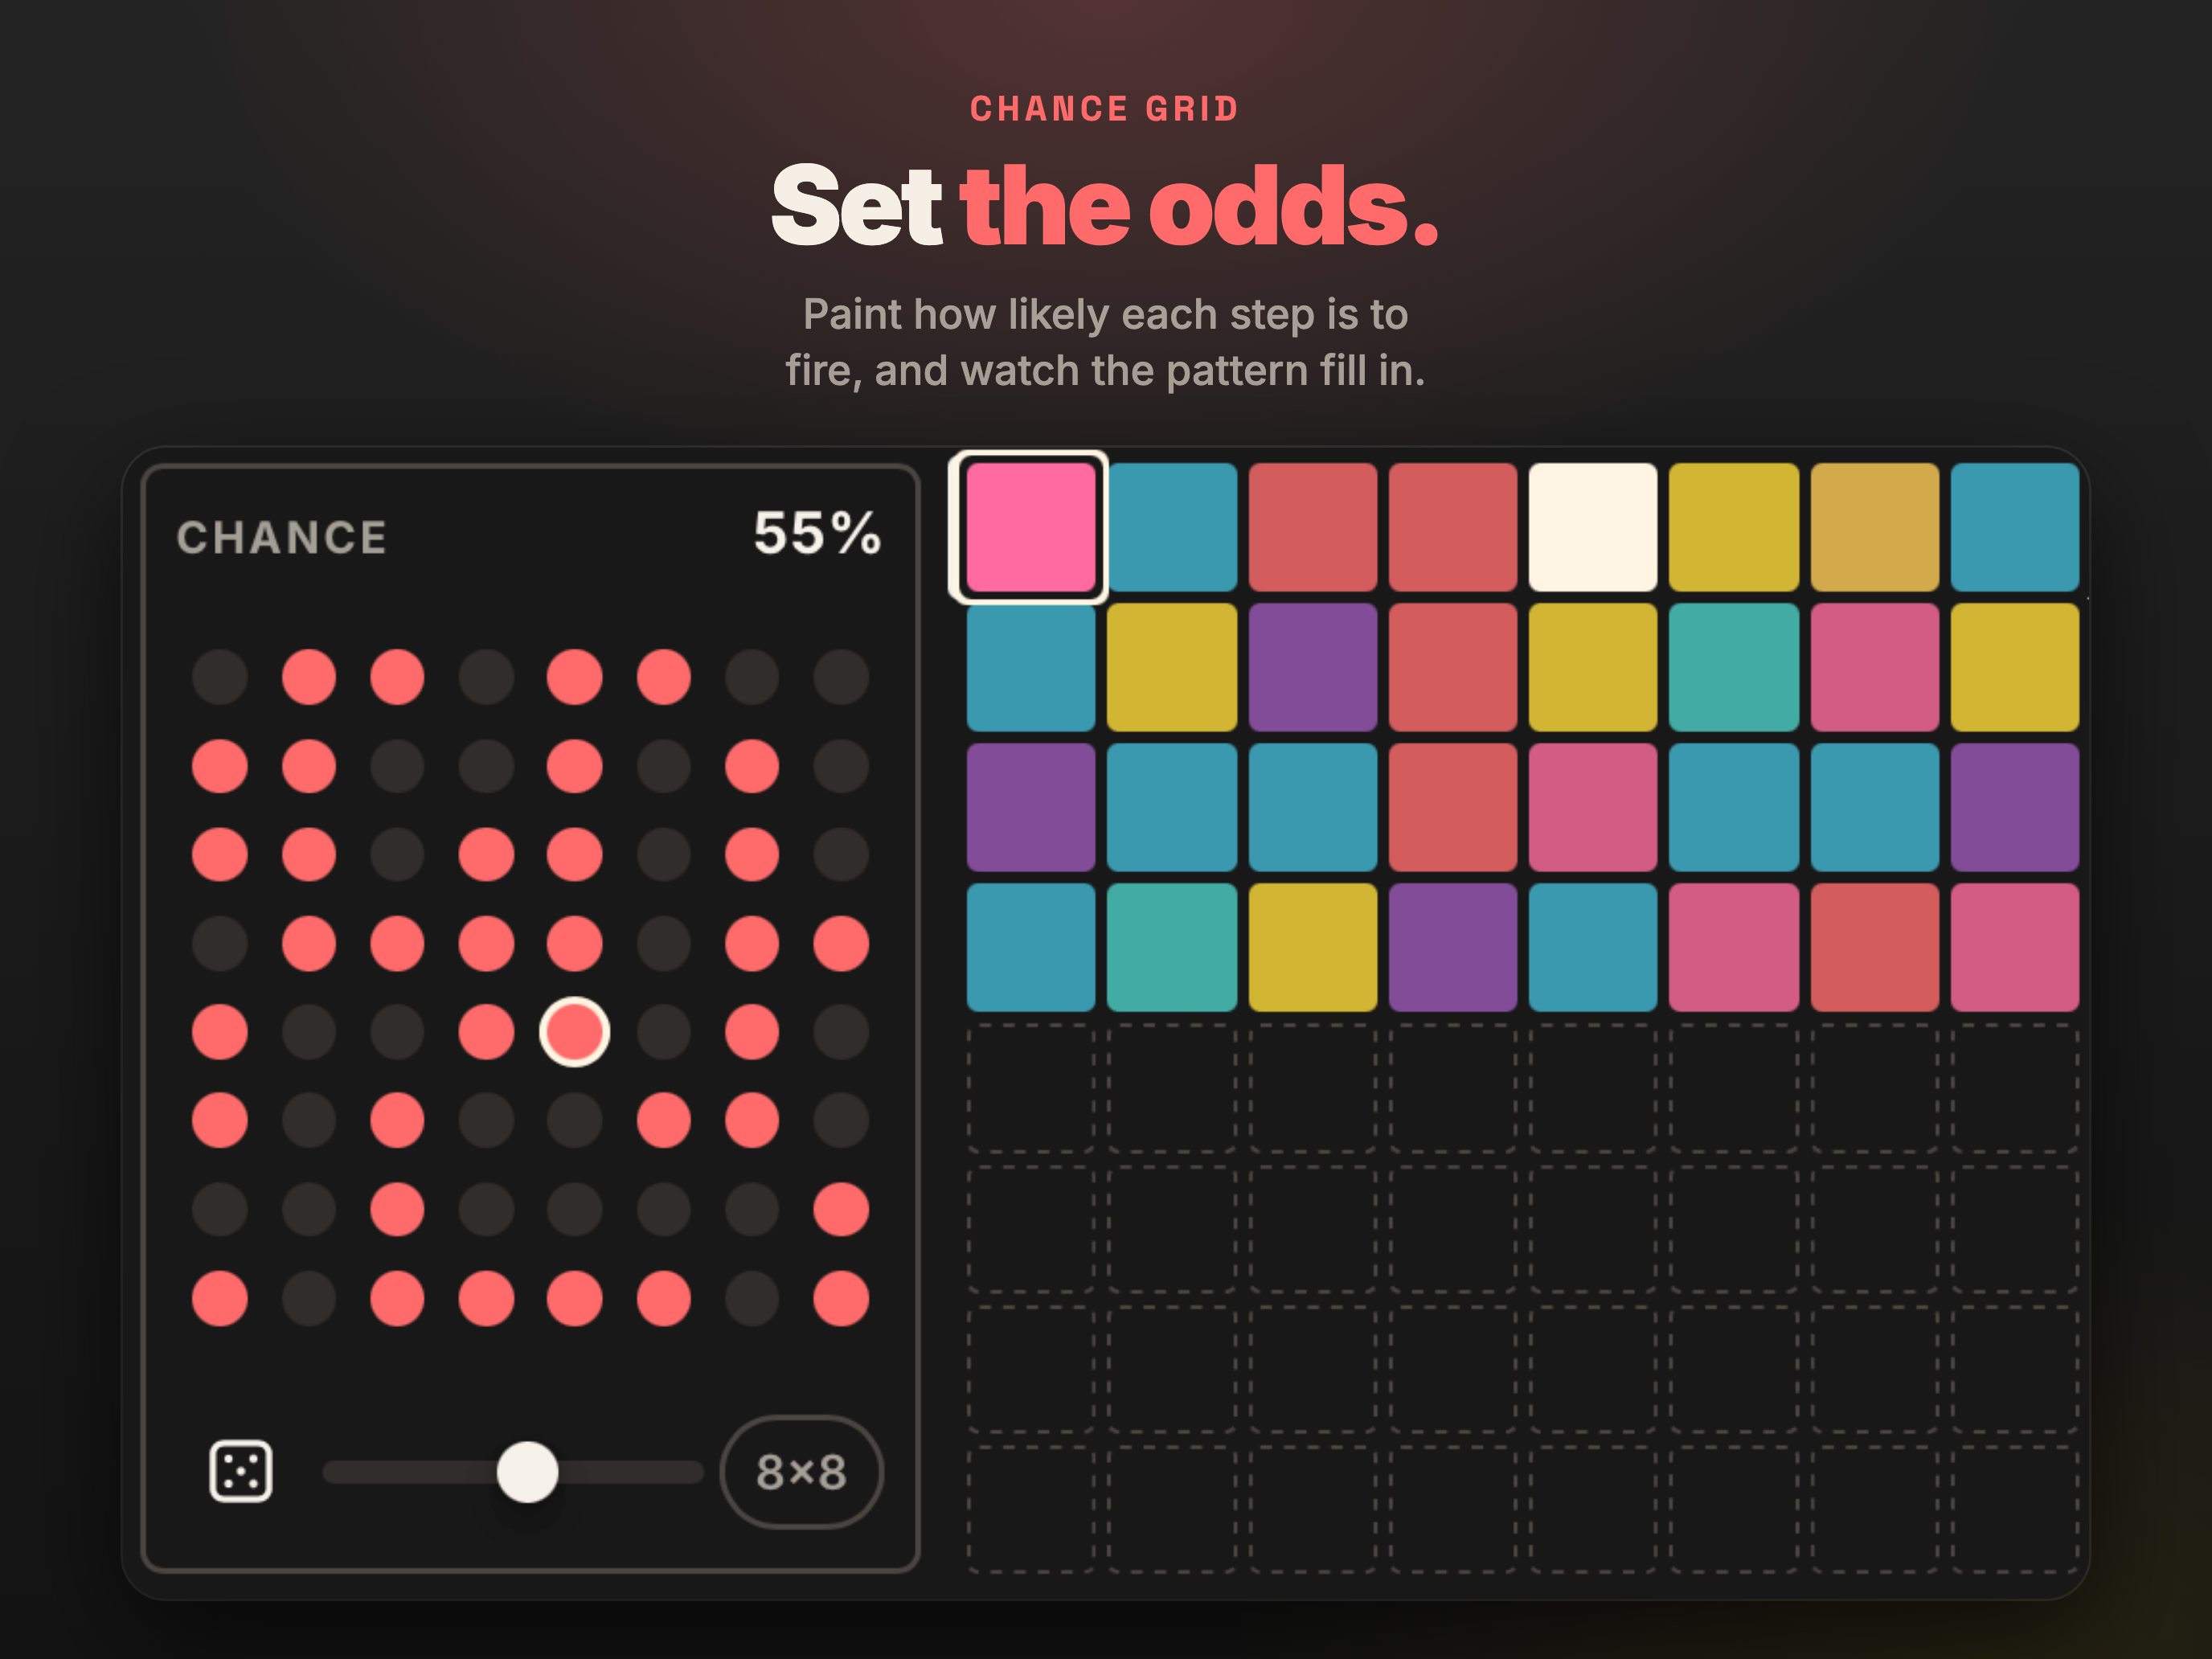 CHANCE GRID
Set the odds.
Paint how likely each step is to
fire, and watch the pattern fill in.
CHANCE 55%
8×8